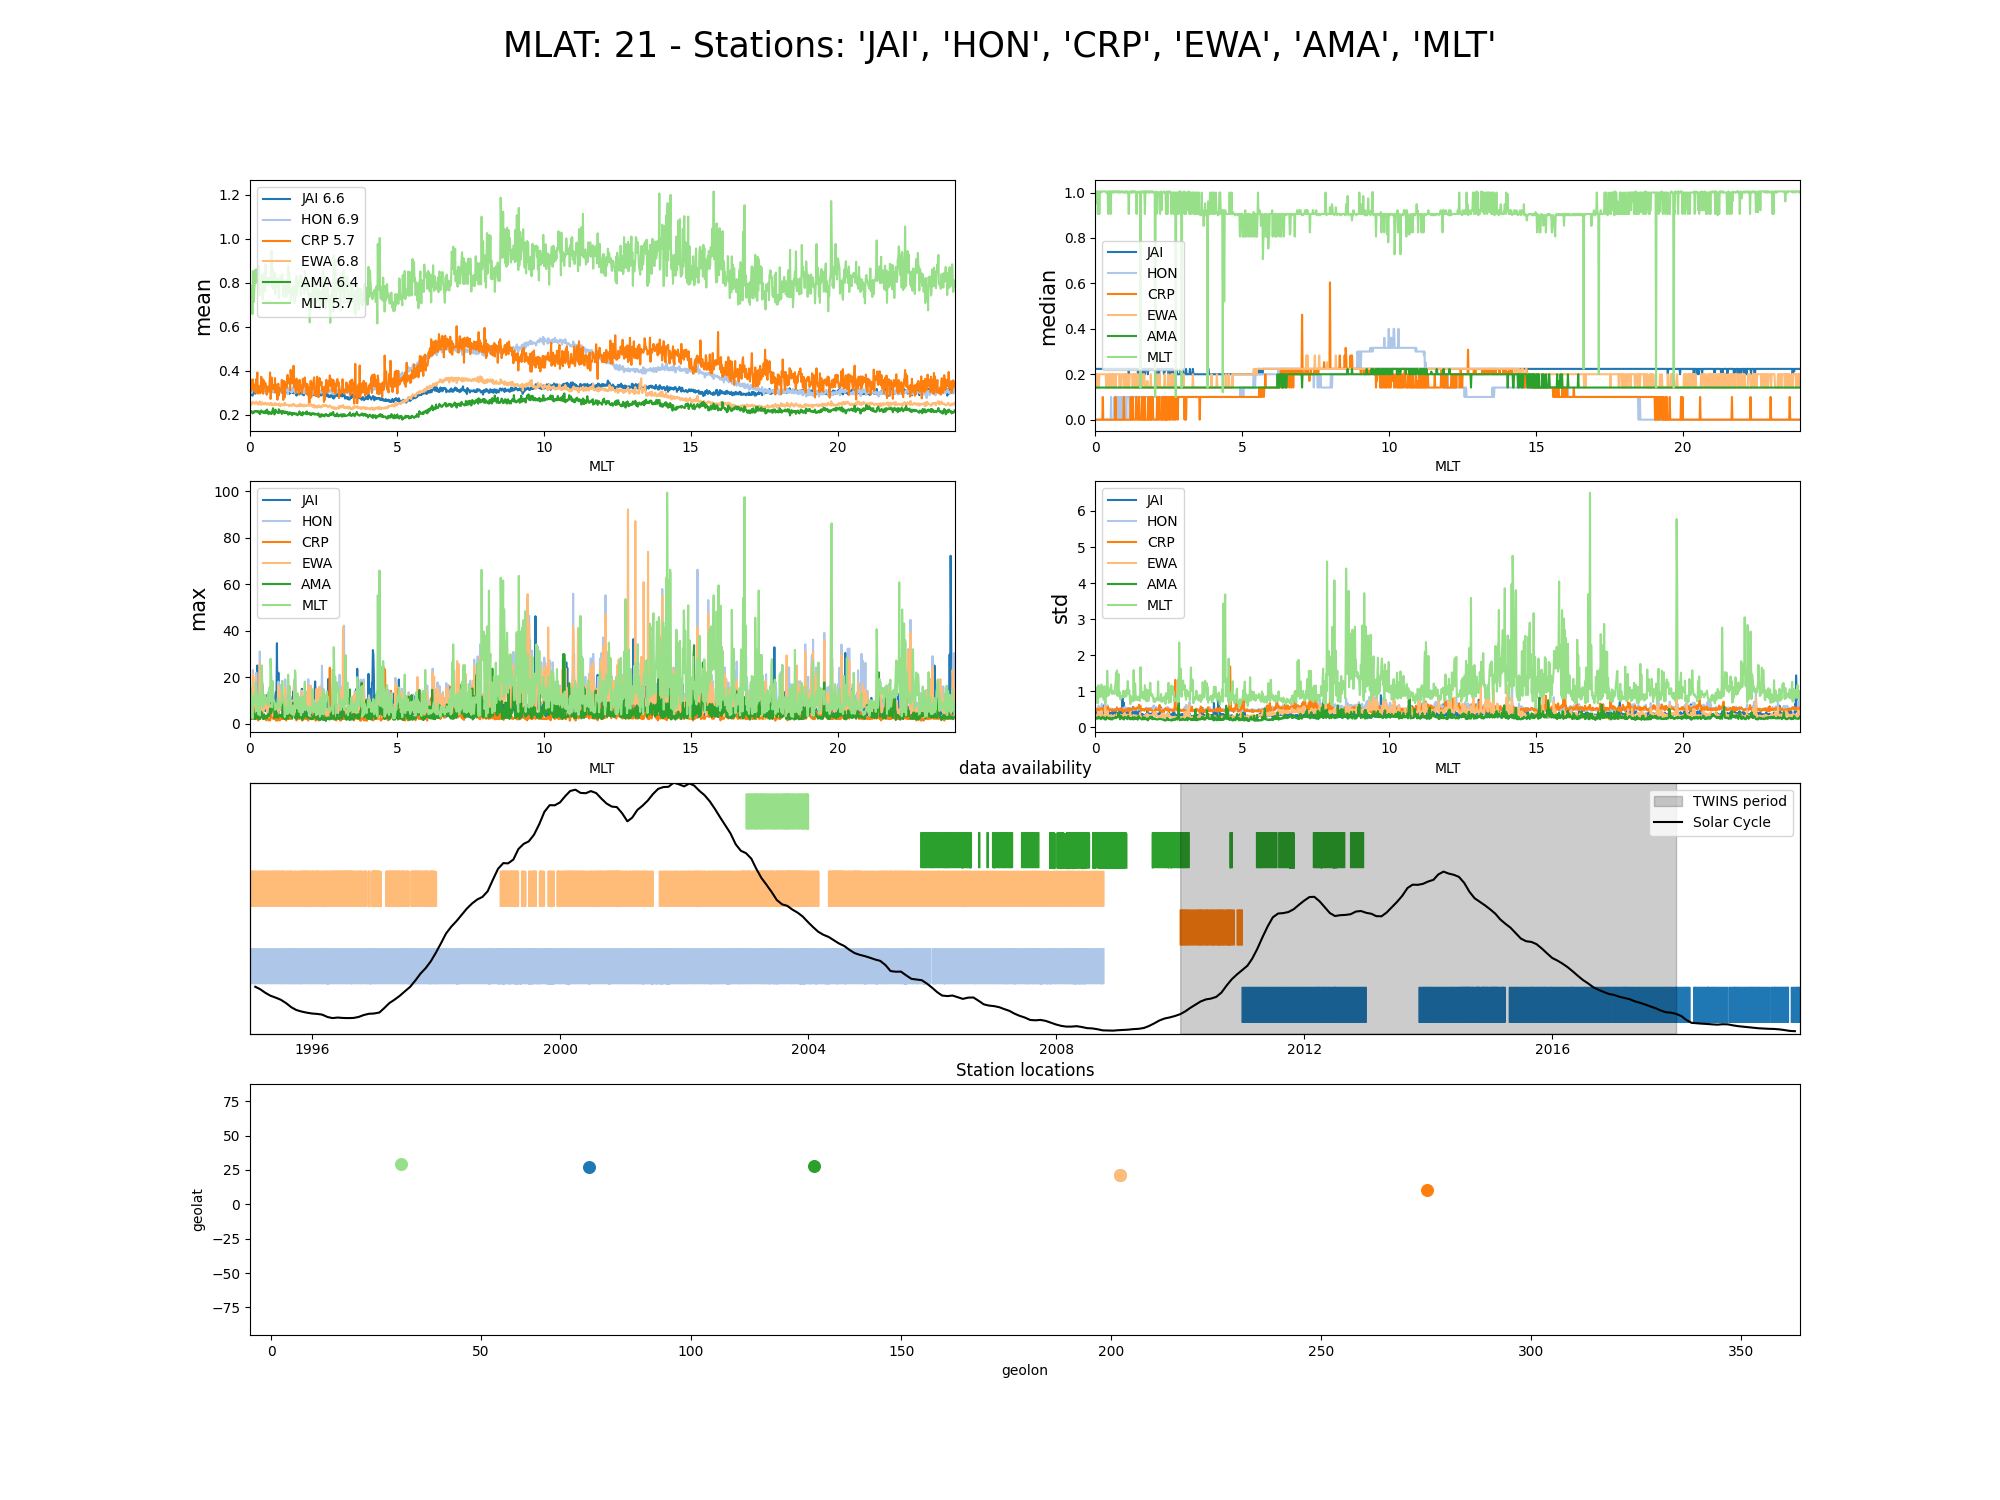 MLAT: 21 - Stations: 'JAI', 'HON', 'CRP', 'EWA', 'AMA', 'MLT'
mean
1.2
1.0
0.8
0.6
0.4
0.2
JAI 6.6
HON 6.9
CRP 5.7
EWA 6.8
AMA 6.4
MLT 5.7
0 5 10 15 20
MLT
median
1.0
0.8
0.6
0.4
0.2
0.0
JAI
HON
CRP
EWA
AMA
MLT
0 5 10 15 20
MLT
max
100
80
60
40
20
0
JAI
HON
CRP
EWA
AMA
MLT
0 5 10 15 20
MLT
std
6
5
4
3
2
1
0
JAI
HON
CRP
EWA
AMA
MLT
0 5 10 15 20
MLT
data availability
TWINS period
Solar Cycle
1996 2000 2004 2008 2012 2016
Station locations
geolat
75
50
25
0
−25
−50
−75
0 50 100 150 200 250 300 350
geolon